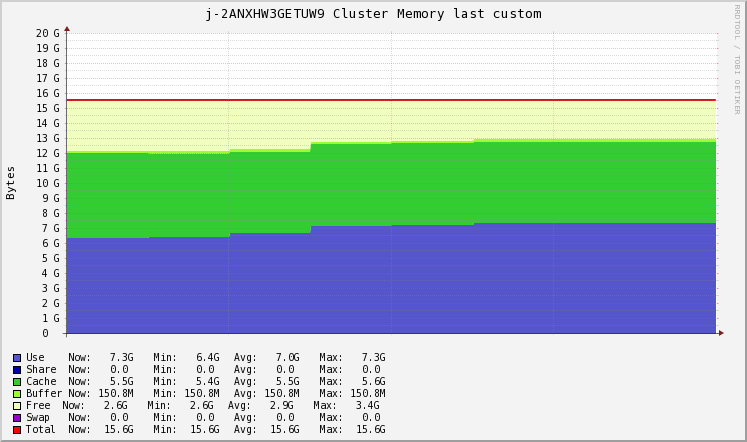 j-2ANXHW3GETUW9 Cluster Memory last custom
RRDTOOL / TOBI OETIKER
Bytes
20 G
19 G
18 G
17 G
16 G
15 G
14 G
13 G
12 G
11 G
10 G
9 G
8 G
7 G
6 G
5 G
4 G
3 G
2 G
1 G
0
Use Now: 7.3G Min: 6.4G Avg: 7.0G Max: 7.3G
Share Now: 0.0 Min: 0.0 Avg: 0.0 Max: 0.0
Cache Now: 5.5G Min: 5.4G Avg: 5.5G Max: 5.6G
Buffer Now: 150.8M Min: 150.8M Avg: 150.8M Max: 150.8M
Free Now: 2.6G Min: 2.6G Avg: 2.9G Max: 3.4G
Swap Now: 0.0 Min: 0.0 Avg: 0.0 Max: 0.0
Total Now: 15.6G Min: 15.6G Avg: 15.6G Max: 15.6G